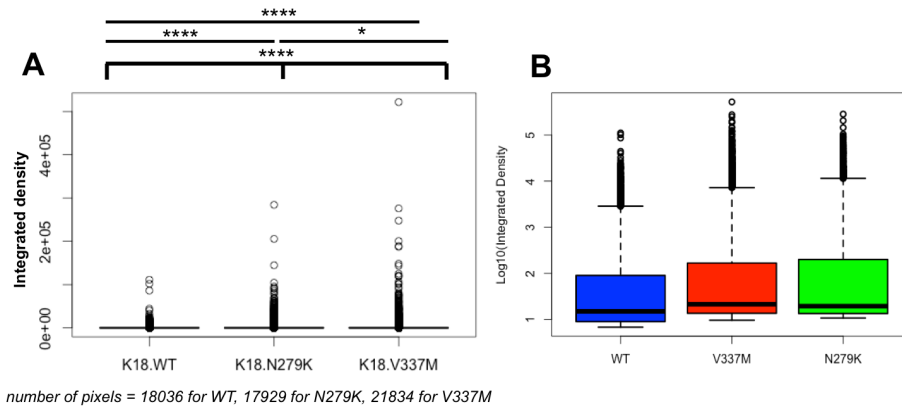 ****
**** *
****
A
B
Integrated density
0e+00 2e+05 4e+05
K18.WT K18.N279K K18.V337M
Log10(Integrated Density)
5
4
3
2
1
WT V337M N279K
number of pixels = 18036 for WT, 17929 for N279K, 21834 for V337M